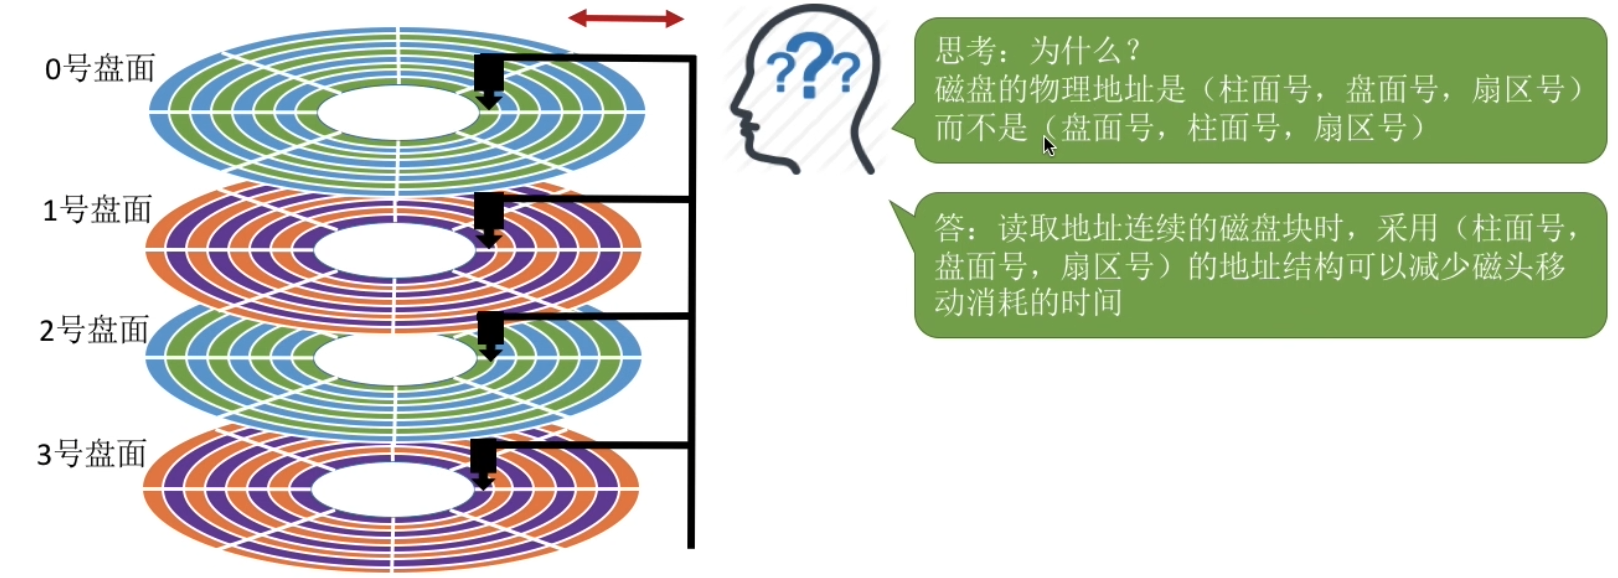 0号盘面
1号盘面
2号盘面
3号盘面
???
思考：为什么？
磁盘的物理地址是（柱面号，盘面号，扇区号）
而不是（盘面号，柱面号，扇区号）
答：读取地址连续的磁盘块时，采用（柱面号，
盘面号，扇区号）的地址结构可以减少磁头移
动消耗的时间